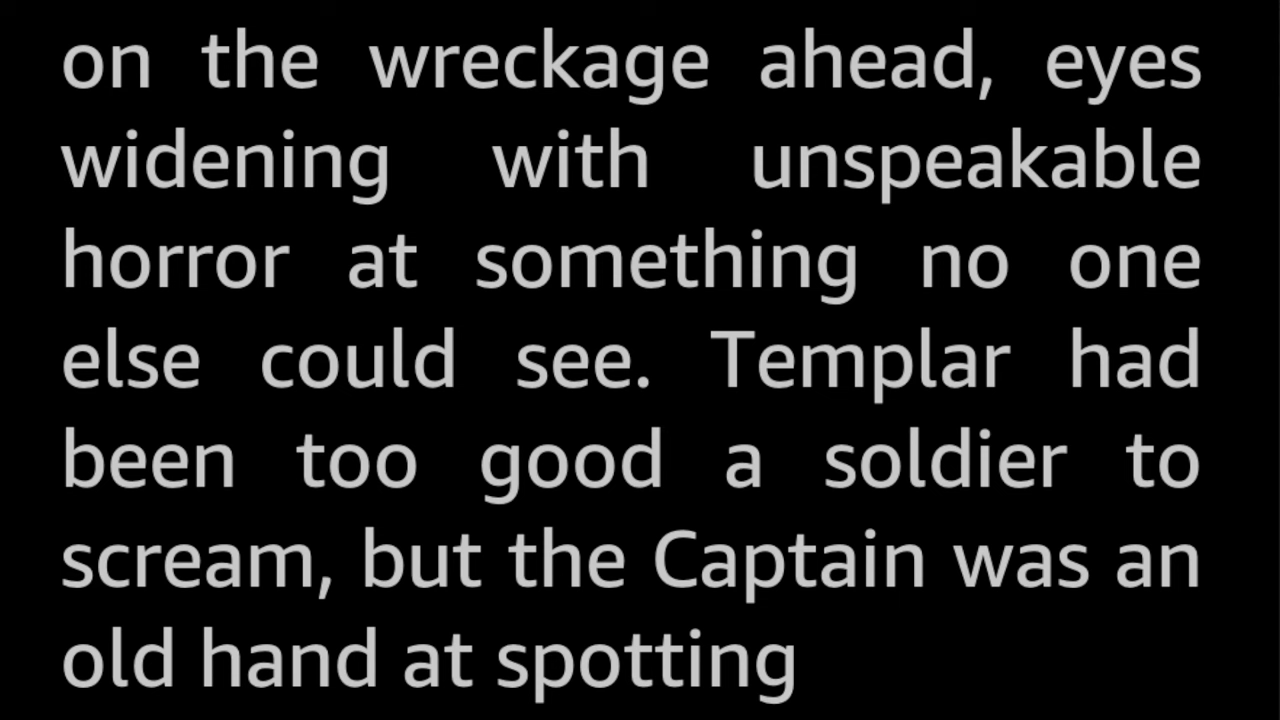 on the wreckage ahead, eyes
widening with unspeakable
horror at something no one
else could see. Templar had
been too good a soldier to
scream, but the Captain was an
old hand at spotting